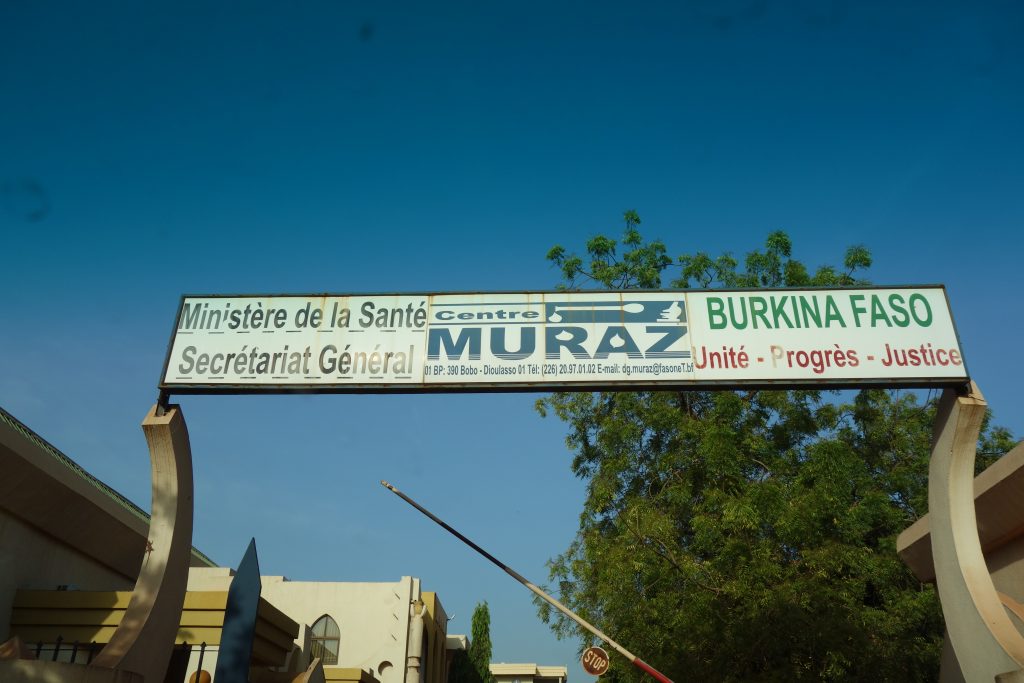 Ministère de la Santé
Secrétariat Général
Centre
MURAZ
01 BP: 390 Bobo - Dioulasso 01 Tél: (226) 20.97.01.02 E-mail: dg.muraz@fasoneT.bf
BURKINA FASO
Unité - Progrès - Justice
STOP